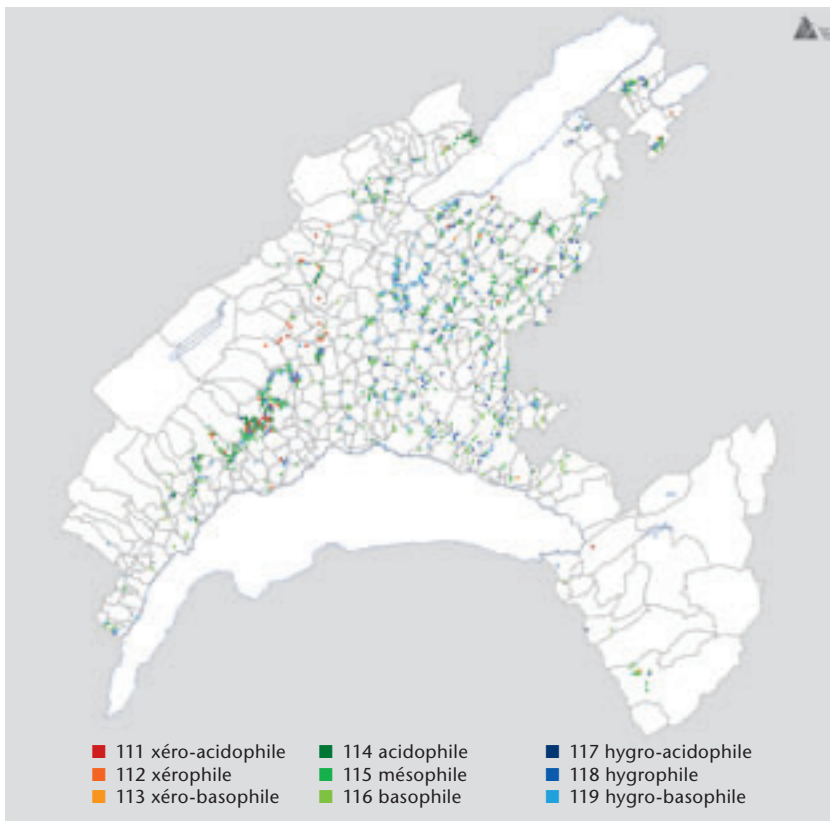 111 xéro-acidophile
112 xérophile
113 xéro-basophile
114 acidophile
115 mésophile
116 basophile
117 hygro-acidophile
118 hygrophile
119 hygro-basophile